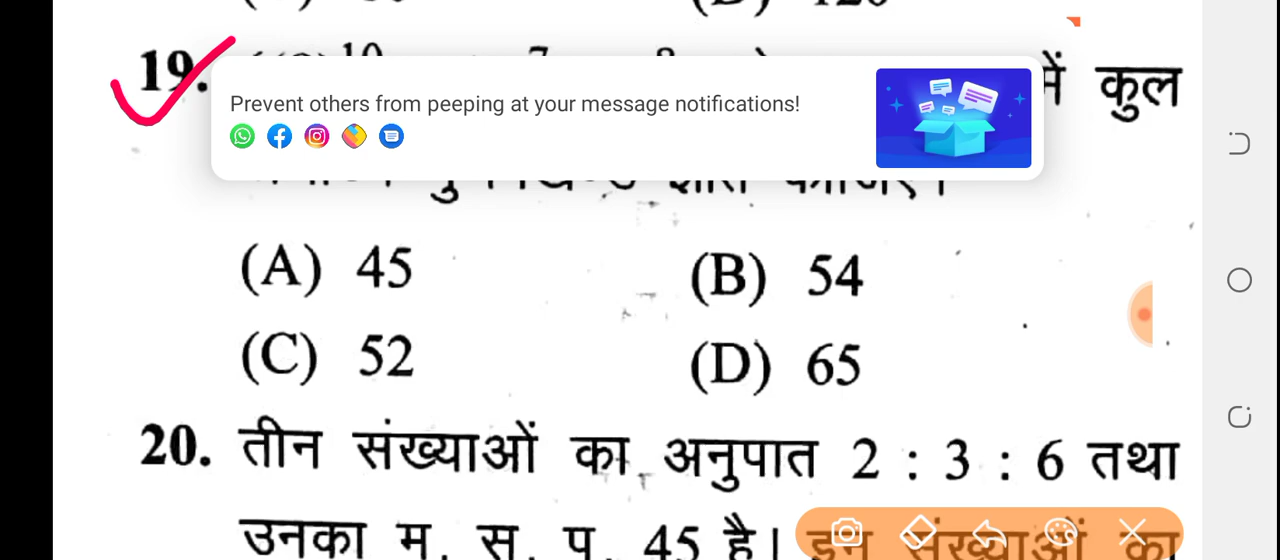 19.
में कुल
Prevent others from peeping at your message notifications!
(A) 45 (B) 54
(C) 52 (D) 65
20. तीन संख्याओं का अनुपात 2 : 3 : 6 तथा
उनका म. स. प. 45 है। इन संख्याओं का